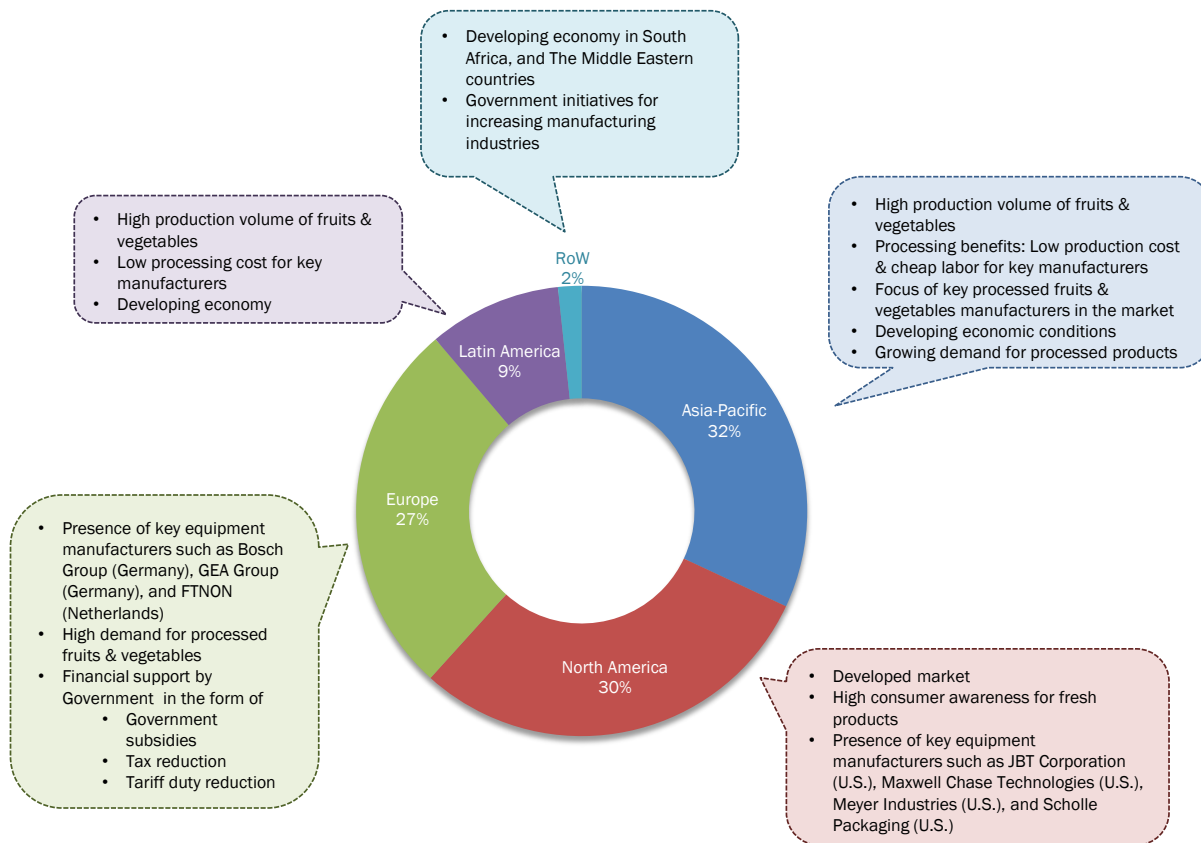 • Developing economy in South
Africa, and The Middle Eastern
countries
• Government initiatives for
increasing manufacturing
industries
• High production volume of fruits &
vegetables
• Low processing cost for key
manufacturers
• Developing economy
• High production volume of fruits &
vegetables
• Processing benefits: Low production cost
& cheap labor for key manufacturers
• Focus of key processed fruits &
vegetables manufacturers in the market
• Developing economic conditions
• Growing demand for processed products
RoW
2%
Latin America
9%
Asia-Pacific
32%
Europe
27%
North America
30%
• Presence of key equipment
manufacturers such as Bosch
Group (Germany), GEA Group
(Germany), and FTNON
(Netherlands)
• High demand for processed
fruits & vegetables
• Financial support by
Government in the form of
• Government
subsidies
• Tax reduction
• Tariff duty reduction
• Developed market
• High consumer awareness for fresh
products
• Presence of key equipment
manufacturers such as JBT Corporation
(U.S.), Maxwell Chase Technologies (U.S.),
Meyer Industries (U.S.), and Scholle
Packaging (U.S.)